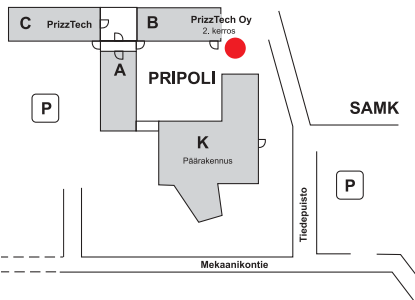 C PrizzTech
B
PrizzTech Oy
2. kerros
A
PRIPOLI
P
SAMK
K
Päärakennus
P
Tiedepuisto
Mekaanikontie